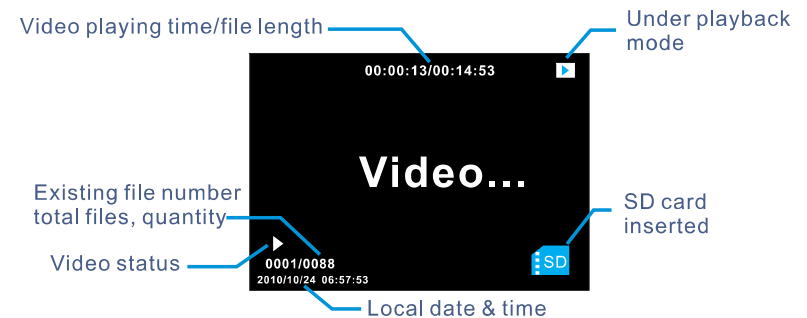 Video playing time/file length
Under playback
mode
00:00:13/00:14:53
Video...
Existing file number
total files, quantity
SD card
inserted
SD
Video status
0001/0088
2010/10/24 06:57:53
Local date & time